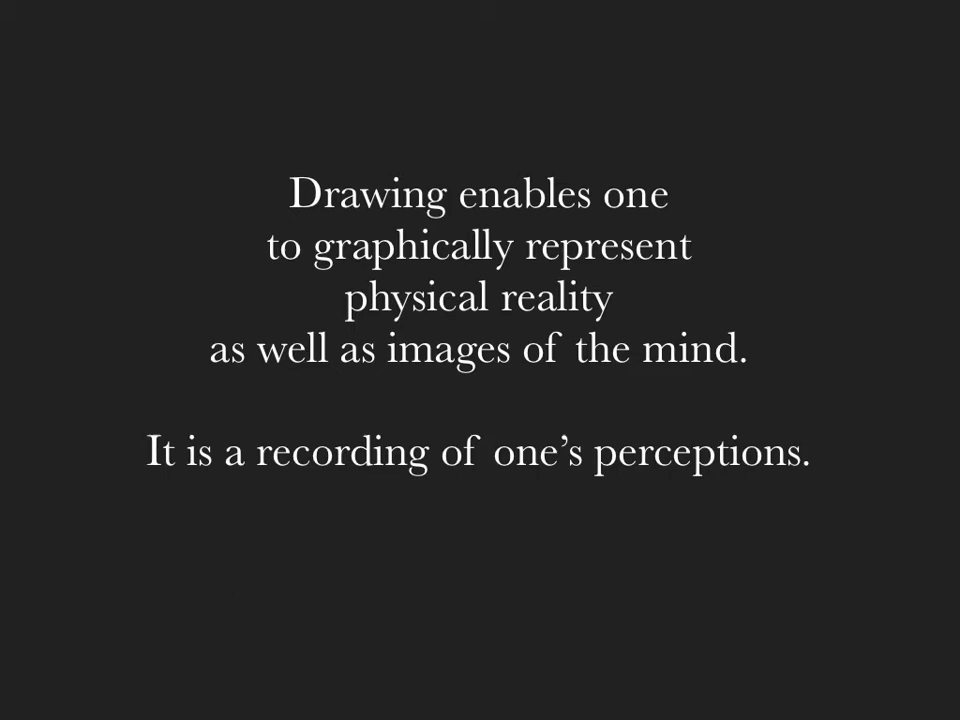 Drawing enables one
to graphically represent
physical reality
as well as images of the mind.
It is a recording of one’s perceptions.